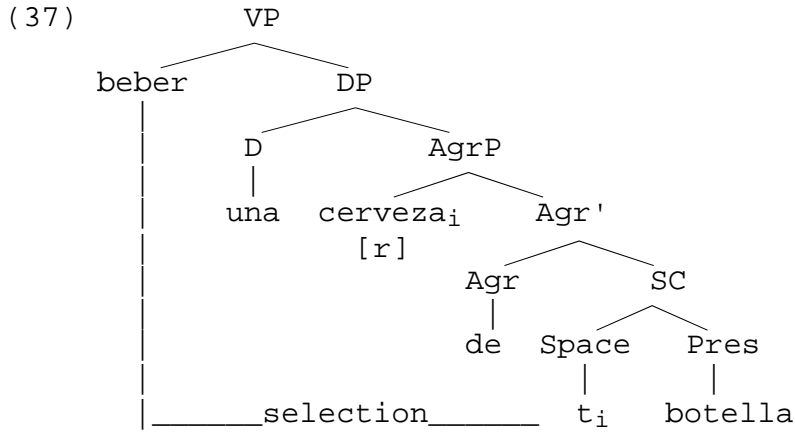 (37) VP
beber DP
D AgrP
una cervezai Agr'
[r]
Agr SC
de Space Pres
selection ti botella